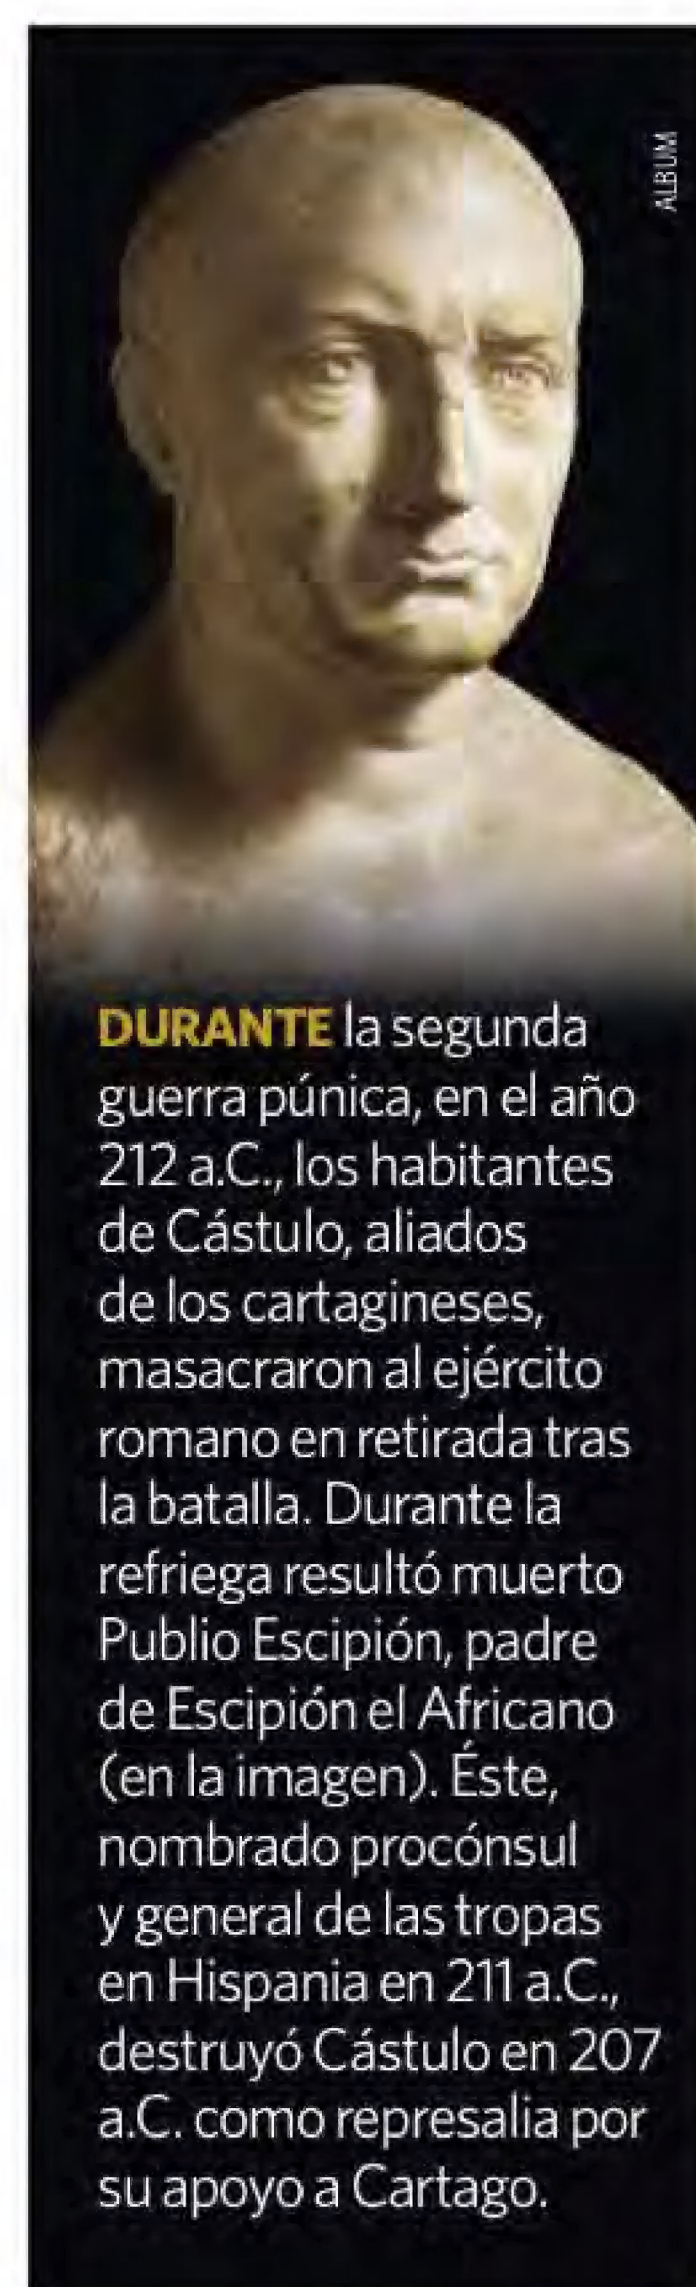 ALBUM
DURANTE la segunda
guerra púnica, en el año
212 a.C., los habitantes
de Cástulo, aliados
de los cartagineses,
masacraron al ejército
romano en retirada tras
la batalla. Durante la
refriega resultó muerto
Publio Escipión, padre
de Escipión el Africano
(en la imagen). Éste,
nombrado procónsul
y general de las tropas
en Hispania en 211 a.C.,
destruyó Cástulo en 207
a.C. como represalia por
su apoyo a Cartago.